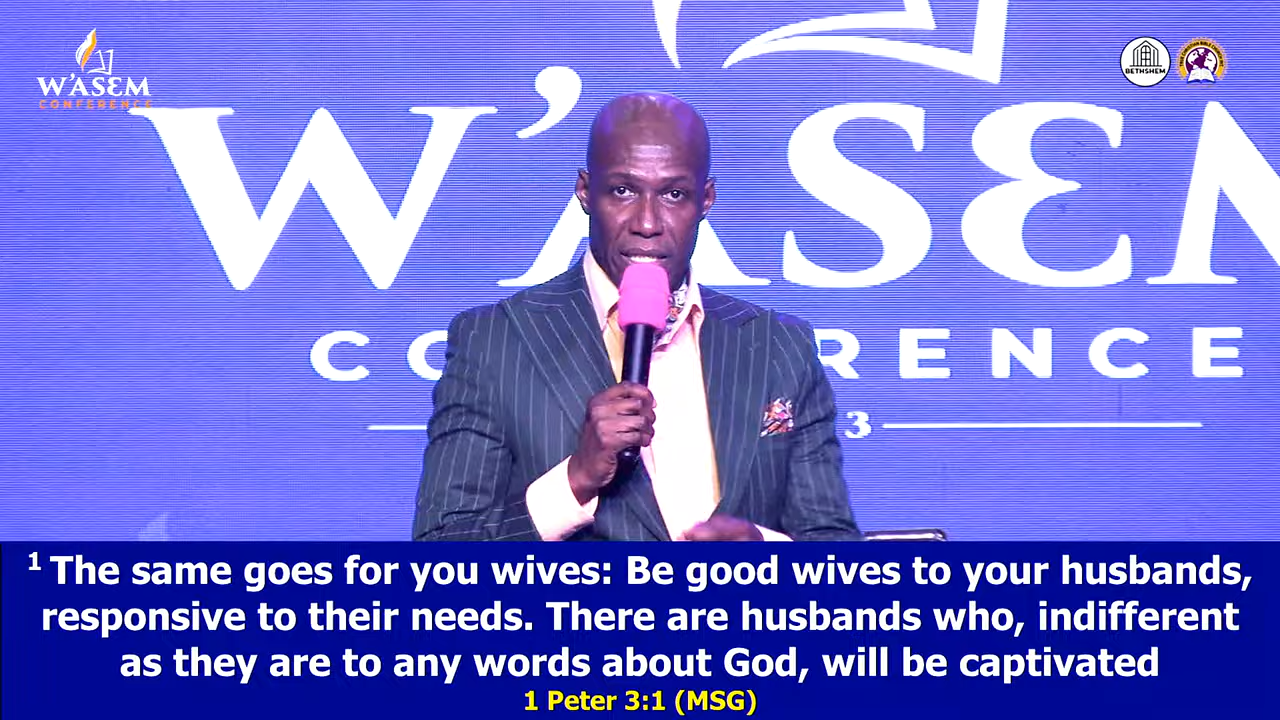 W'ASƐM
CONFERENCE
BETHSHEM
W'ASƐM
CONFERENCE
3
1 The same goes for you wives: Be good wives to your husbands,
responsive to their needs. There are husbands who, indifferent
as they are to any words about God, will be captivated
1 Peter 3:1 (MSG)